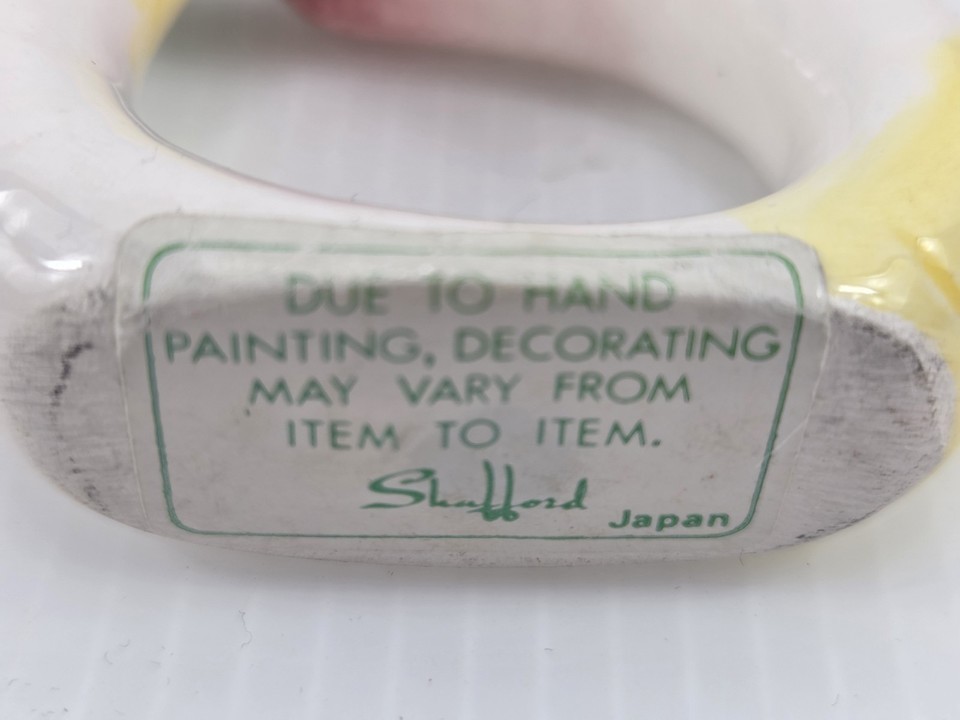 DUE TO HAND
PAINTING, DECORATING
MAY VARY FROM
ITEM TO ITEM.
Shafford
Japan